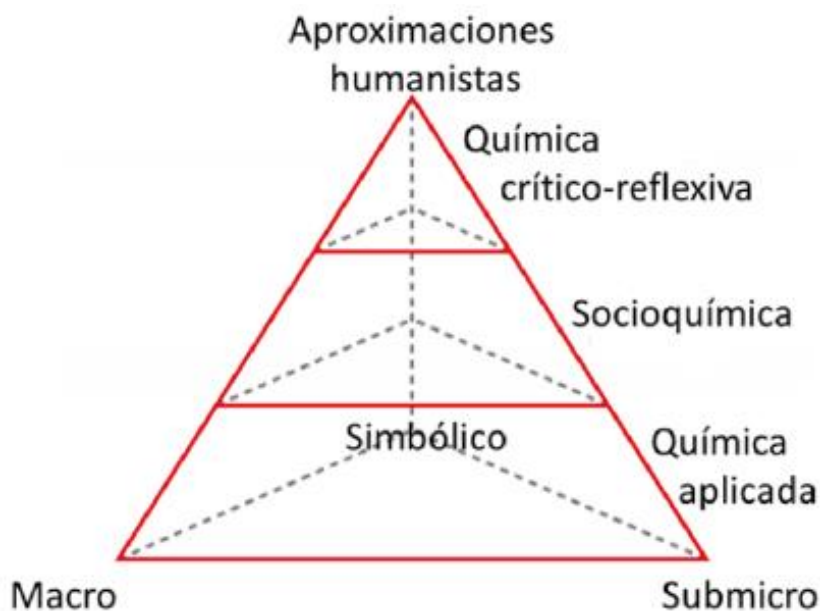 Aproximaciones
humanistas
Química
crítico-reflexiva
Socioquímica
Simbólico
Química
aplicada
Macro
Submicro